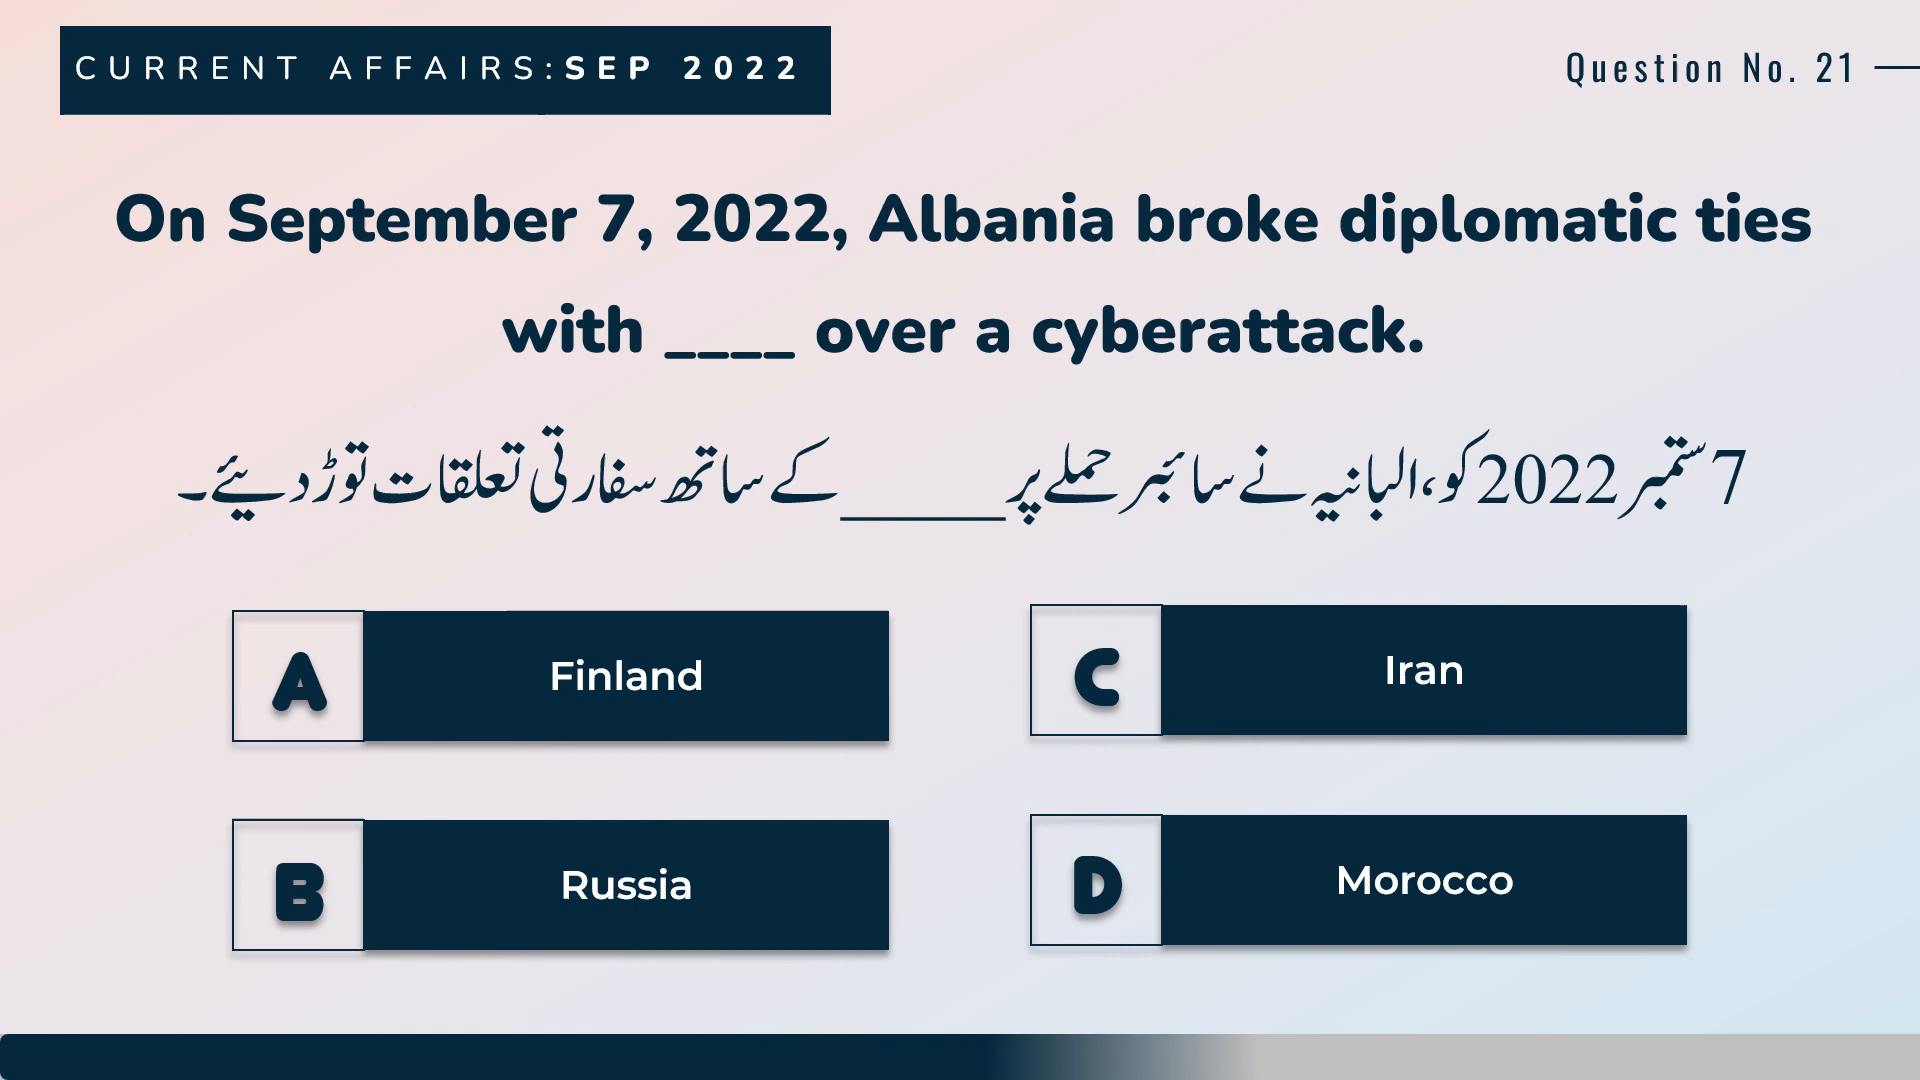 CURRENT AFFAIRS:SEP 2022
Question No. 21
On September 7, 2022, Albania broke diplomatic ties
with ____ over a cyberattack.
7 ستمبر 2022 کو، البانیہ نے سائبر حملے پر _____ کے ساتھ سفارتی تعلقات توڑ دیئے۔
A Finland
C Iran
B Russia
D Morocco